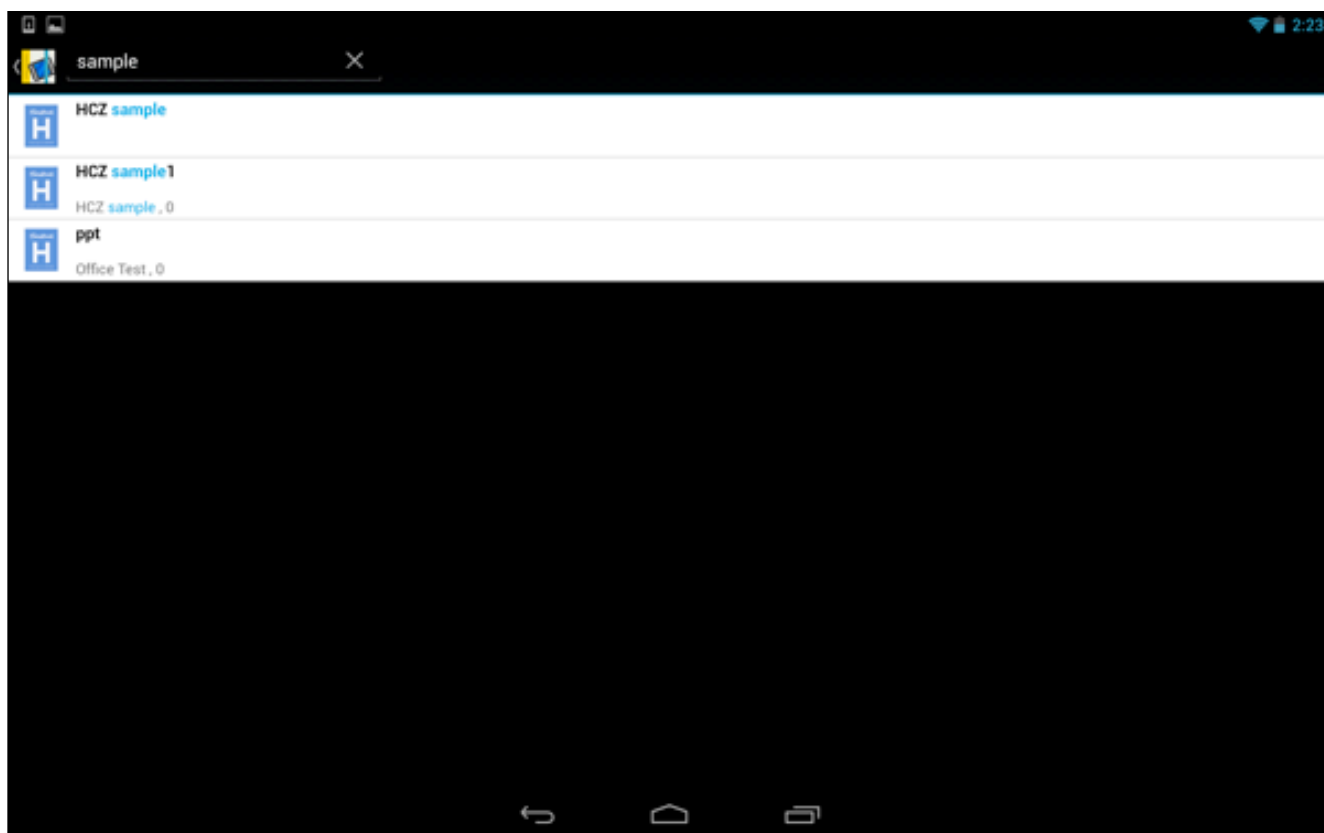 2:23
sample
HCZ sample
H
HCZ sample1
H
HCZ sample , 0
ppt
H
Office Test , 0